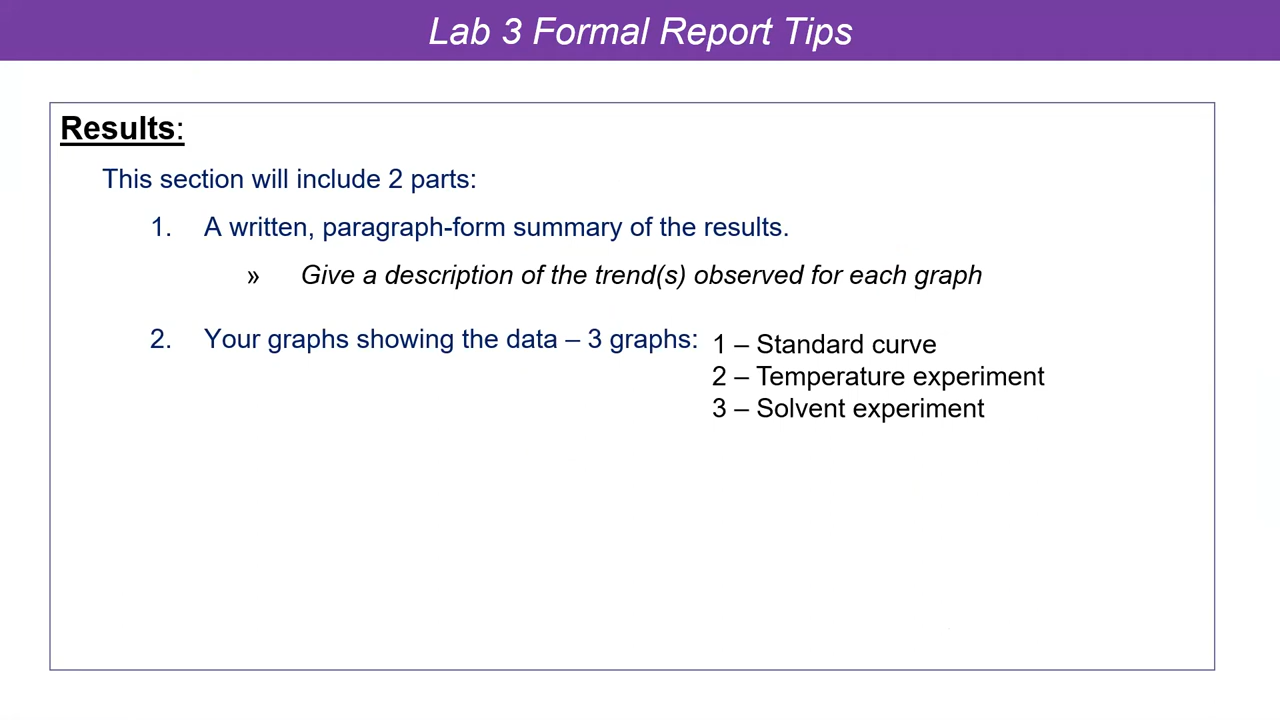 Lab 3 Formal Report Tips
Results:
This section will include 2 parts:
1. A written, paragraph-form summary of the results.
» Give a description of the trend(s) observed for each graph
2. Your graphs showing the data – 3 graphs:
1 – Standard curve
2 – Temperature experiment
3 – Solvent experiment